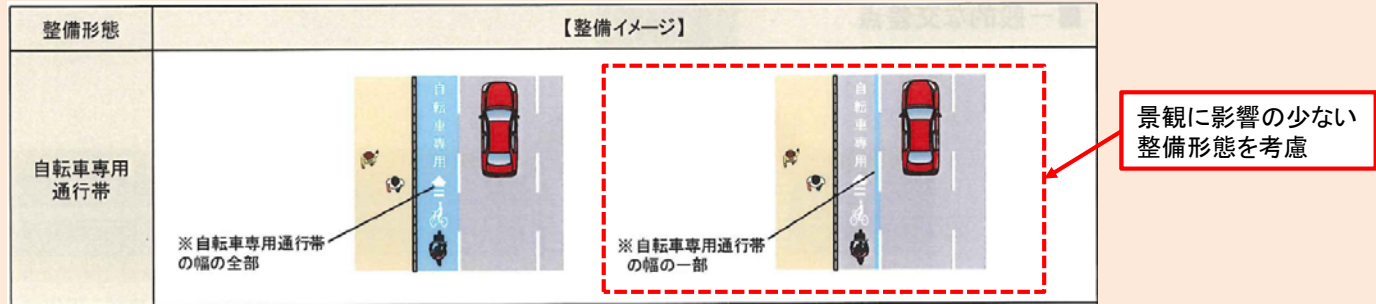 整備形態
【整備イメージ】
自転車専用
通行帯
自転車専用
※自転車専用通行帯
の幅の全部
自転車専用
※自転車専用通行帯
の幅の一部
景観に影響の少ない
整備形態を考慮